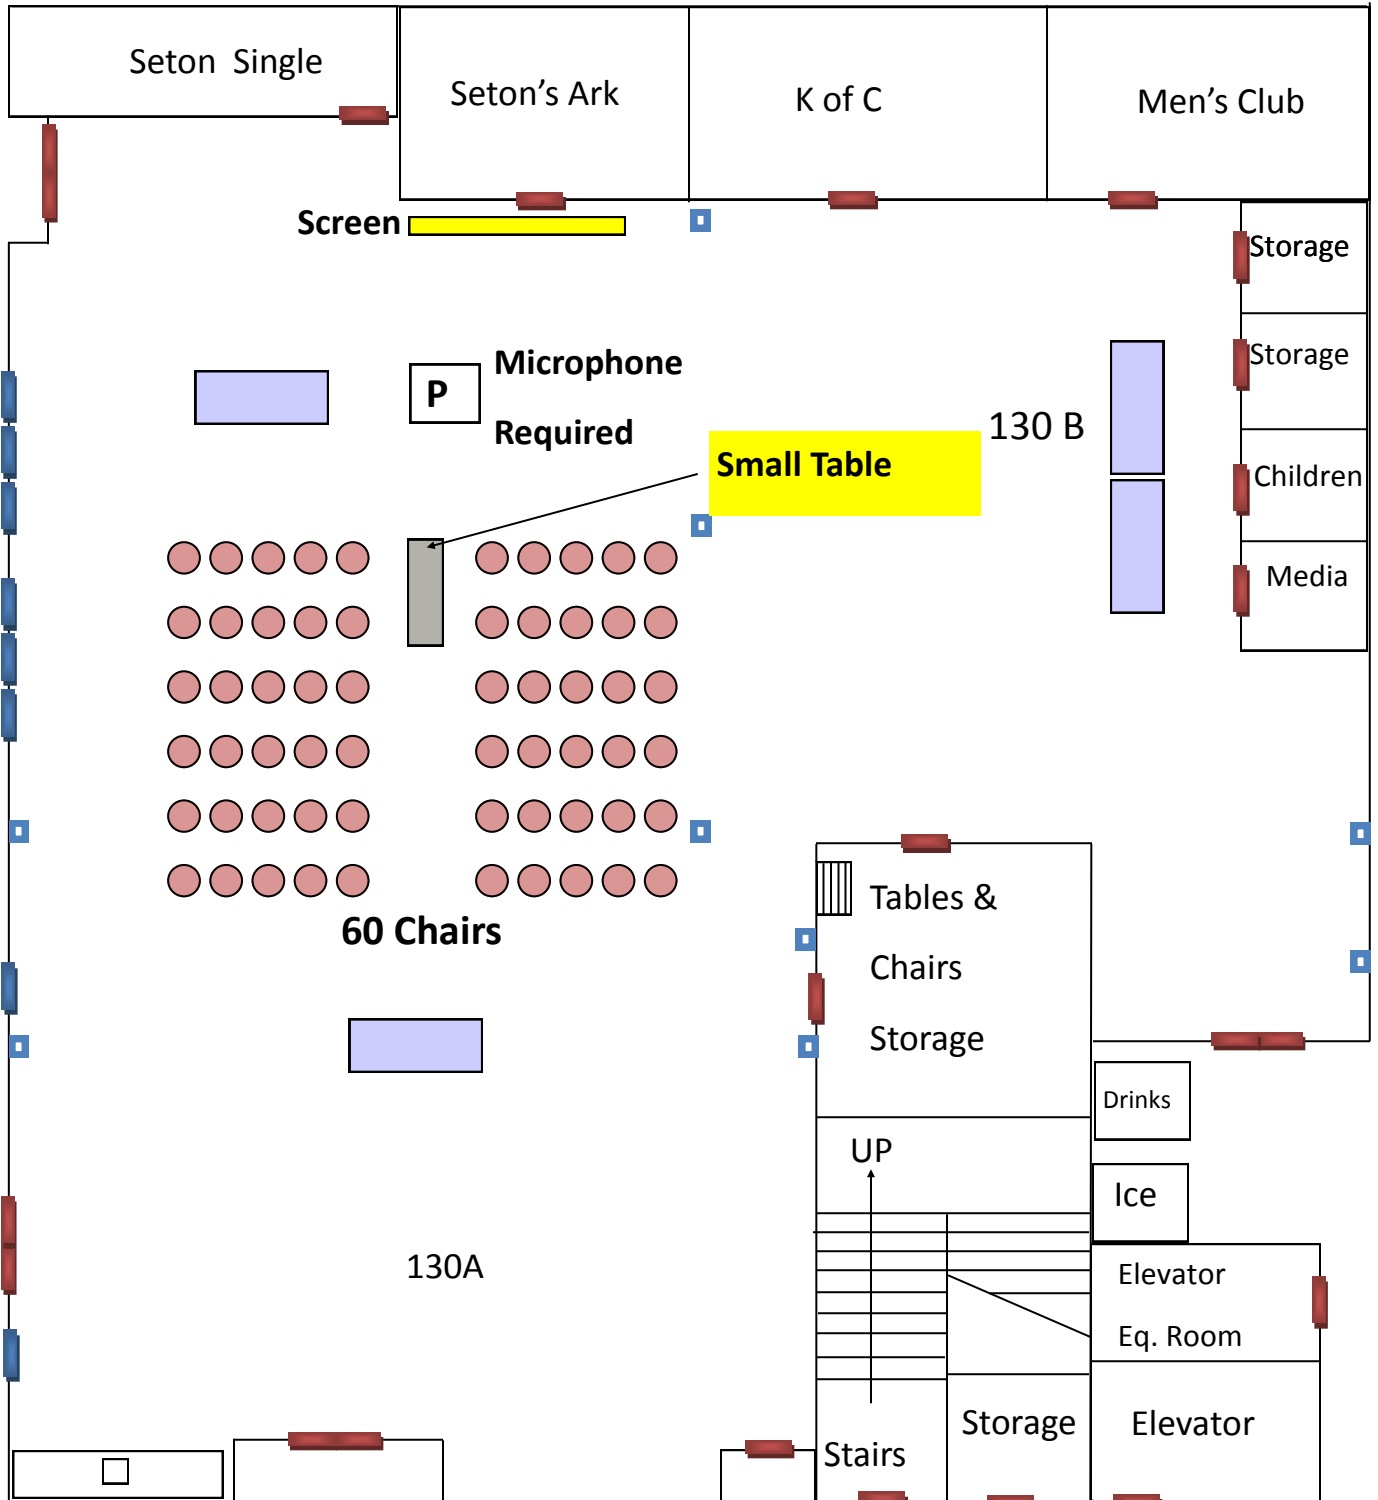 Seton  Single
Seton’s Ark
K of C
Men’s Club
Screen
Storage
Storage
Children
Media
P
Microphone
Required
130 B
Small Table
60 Chairs
Tables &
Chairs
Storage
Drinks
UP
Ice
130A
Elevator
Eq. Room
Storage
Elevator
Stairs